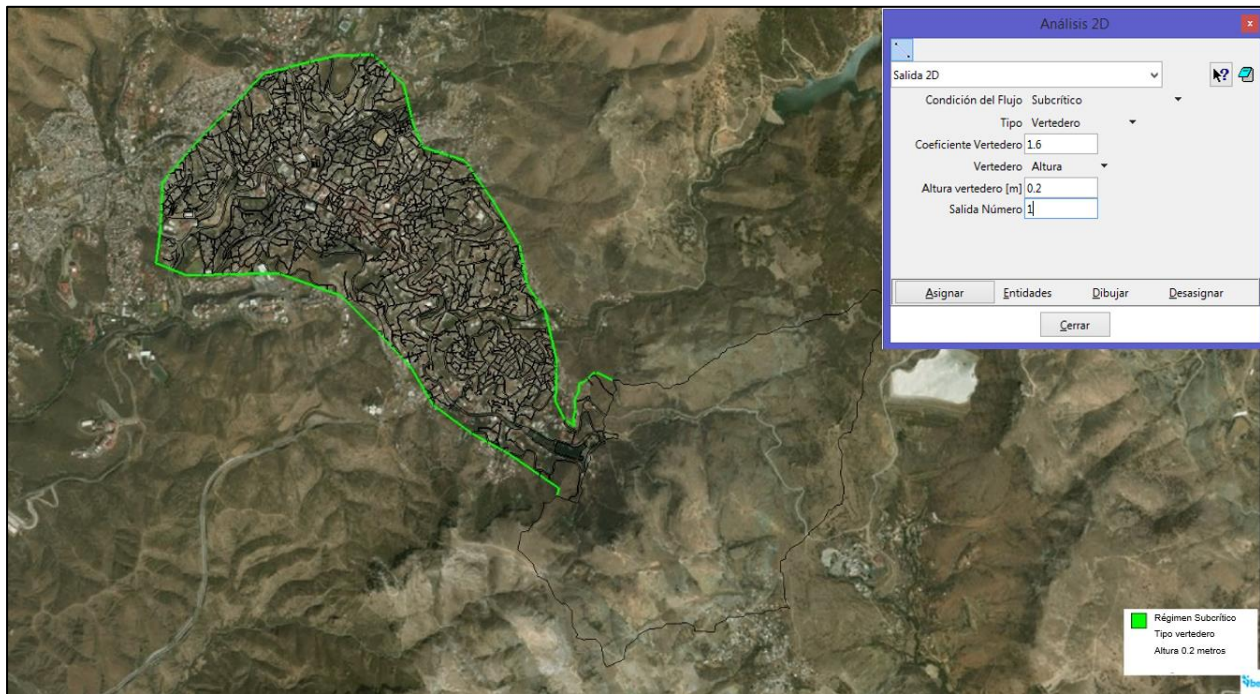 Análisis 2D
x
Salida 2D
Condición del Flujo Subcrítico
Tipo Vertedero
Coeficiente Vertedero 1.6
Vertedero Altura
Altura vertedero [m] 0.2
Salida Número 1
Asignar Entidades Dibujar Desasignar
Cerrar
Régimen Subcrítico
Tipo vertedero
Altura 0.2 metros